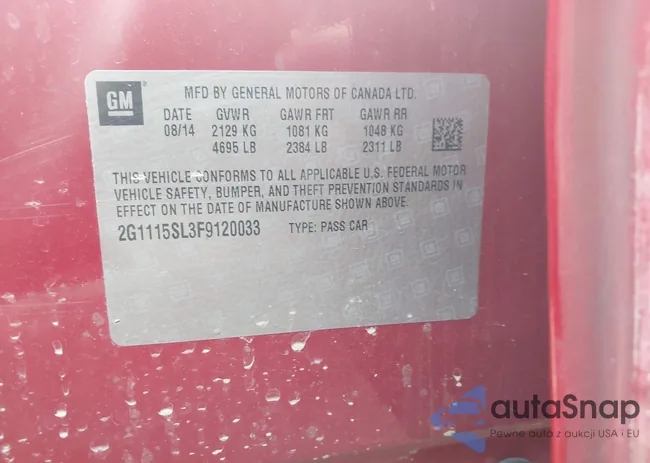 GM
MFD BY GENERAL MOTORS OF CANADA LTD.
DATE GVWR GAWR FRT GAWR RR
08/14 2129 KG 1081 KG 1048 KG
4695 LB 2384 LB 2311 LB
THIS VEHICLE CONFORMS TO ALL APPLICABLE U.S. FEDERAL MOTOR
VEHICLE SAFETY, BUMPER, AND THEFT PREVENTION STANDARDS IN
EFFECT ON THE DATE OF MANUFACTURE SHOWN ABOVE.
2G1115SL3F9120033 TYPE: PASS CAR
autaSnap
Pewne auto z aukcji USA i EU